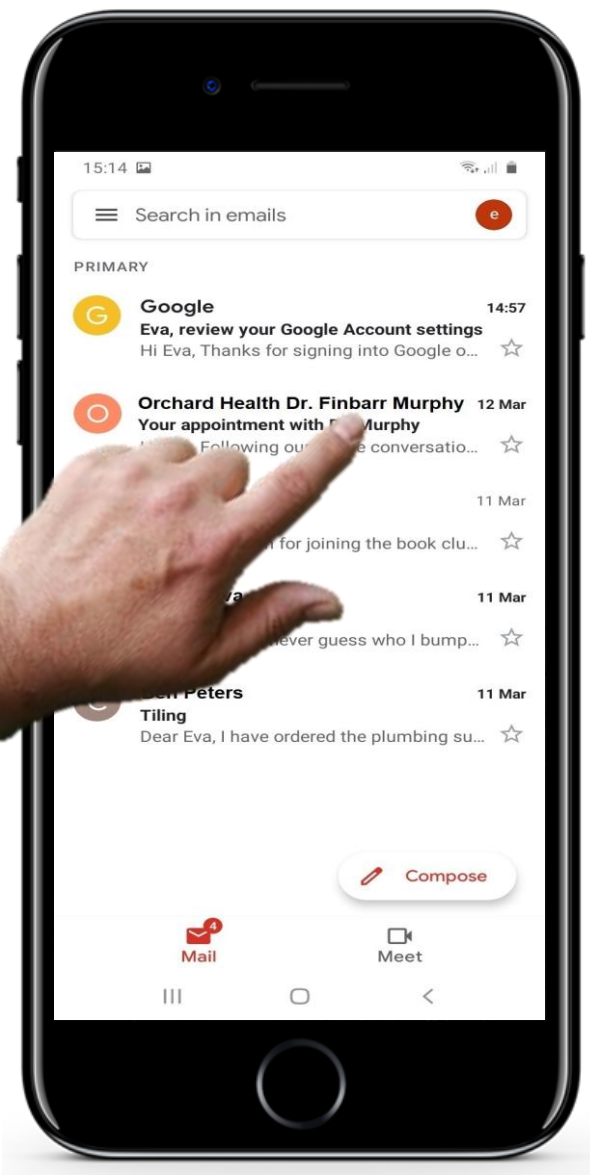 15:14
Search in emails
e
PRIMARY
G
Google
14:57
Eva, review your Google Account settings
Hi Eva, Thanks for signing into Google o...
O
Orchard Health Dr. Finbarr Murphy 12 Mar
Your appointment with Murphy
Following conversatio...
11 Mar
for joining the book clu...
11 Mar
never guess who I bump...
Ben Peters
11 Mar
Tiling
Dear Eva, I have ordered the plumbing su...
Compose
4
Mail
Meet